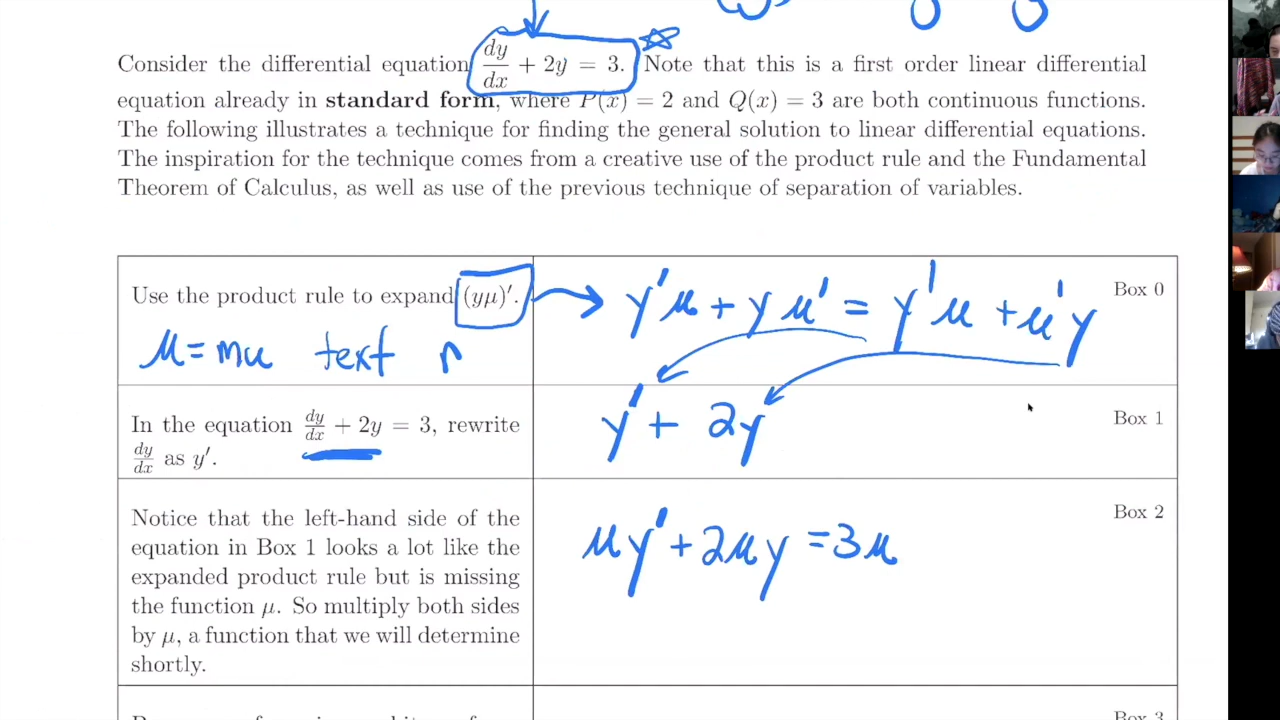 Consider the differential equation dy/dx + 2y = 3. Note that this is a first order linear differential
equation already in standard form, where P(x) = 2 and Q(x) = 3 are both continuous functions.
The following illustrates a technique for finding the general solution to linear differential equations.
The inspiration for the technique comes from a creative use of the product rule and the Fundamental
Theorem of Calculus, as well as use of the previous technique of separation of variables.
Use the product rule to expand (yμ)′.
μ = mu text
y′μ + yμ′ = y′μ + μ′y
Box 0
In the equation dy/dx + 2y = 3, rewrite
dy/dx as y′.
y′ + 2y
Box 1
Notice that the left-hand side of the
equation in Box 1 looks a lot like the
expanded product rule but is missing
the function μ. So multiply both sides
by μ, a function that we will determine
shortly.
μy′ + 2μy = 3μ
Box 2
Box 3